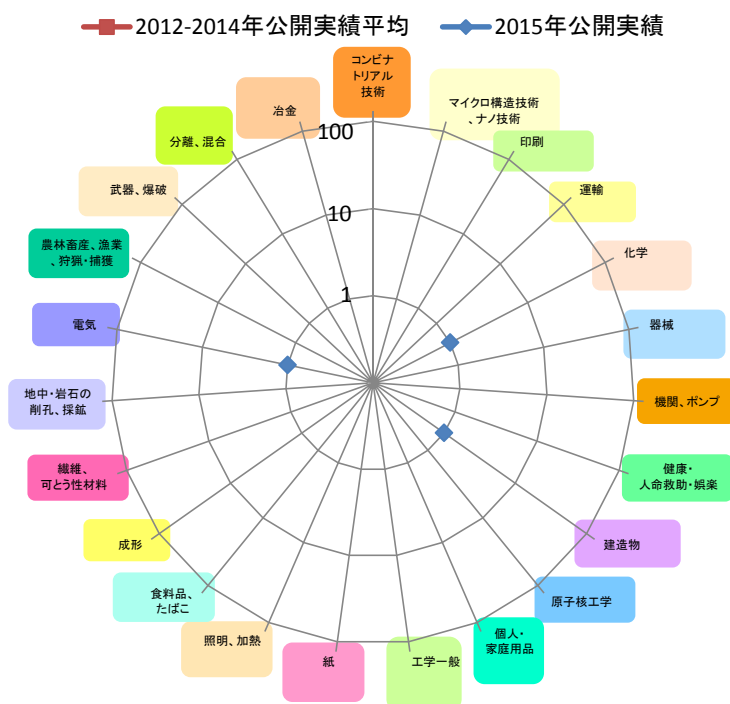 2012-2014年公開実績平均
2015年公開実績
コンビナ
トリアル
技術
マイクロ構造技術
、ナノ技術
印刷
運輸
化学
器械
機関、ポンプ
健康・
人命救助・娯楽
建造物
原子核工学
個人・
家庭用品
工学一般
紙
照明、加熱
食料品、
たばこ
成形
繊維、
可とう性材料
地中・岩石の
削孔、採鉱
電気
農林畜産、漁業
、狩猟・捕獲
武器、爆破
分離、混合
冶金
100
10
1